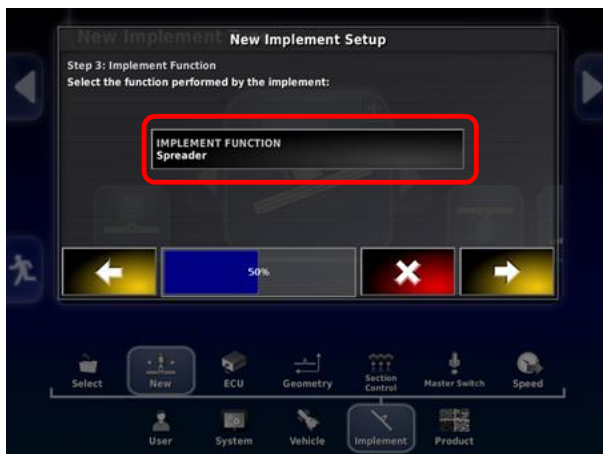 New Implement Setup
Step 3: Implement Function
Select the function performed by the implement:
IMPLEMENT FUNCTION
Spreader
50%
Select
New
ECU
Geometry
Section
Control
Master Switch
Speed
User
System
Vehicle
Implement
Product